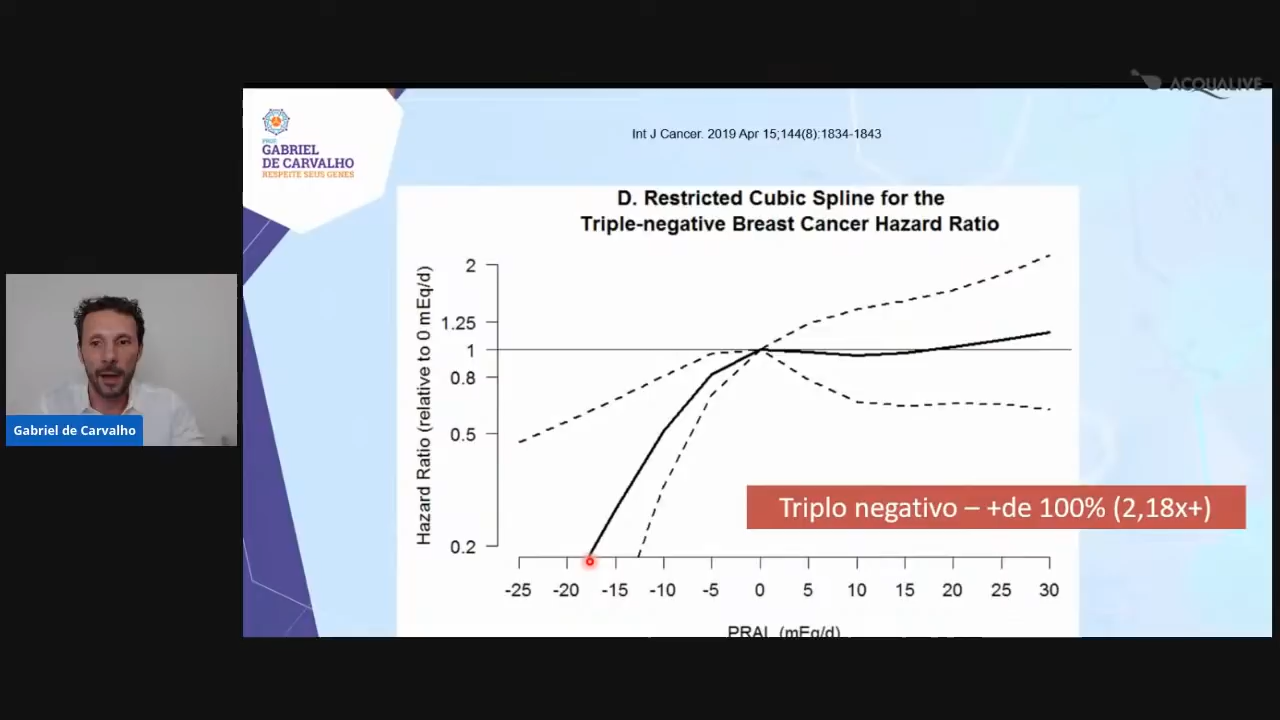 ACQUALIVE
PROF.
GABRIEL
DE CARVALHO
RESPEITE SEUS GENES
Int J Cancer. 2019 Apr 15;144(8):1834-1843
D. Restricted Cubic Spline for the
Triple-negative Breast Cancer Hazard Ratio
Hazard Ratio (relative to 0 mEq/d)
2
1.25
1
0.8
0.5
0.2
-25 -20 -15 -10 -5 0 5 10 15 20 25 30
PRAL (mEq/d)
Triplo negativo – +de 100% (2,18x+)
Gabriel de Carvalho